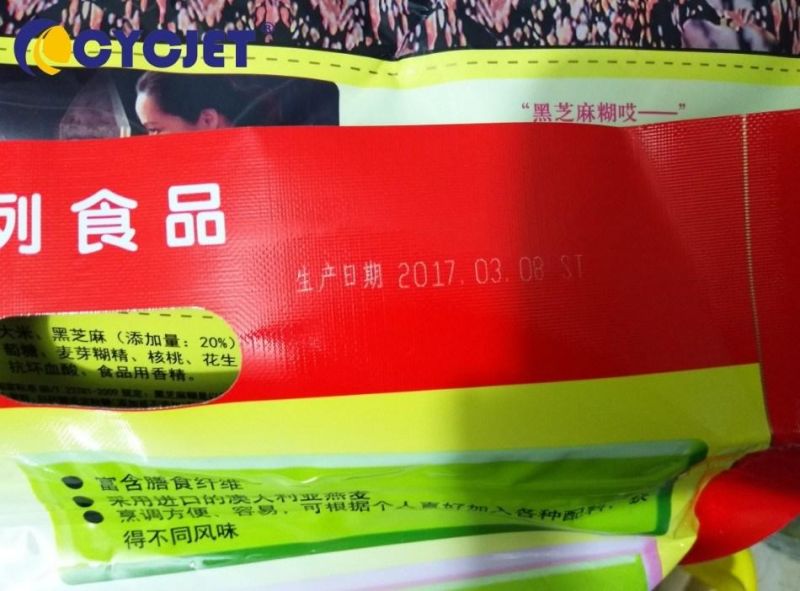 CYCJET®
“黑芝麻糊哎——”
列食品
生产日期 2017.03.08 ST
大米、黑芝麻（添加量：20%）
萄糖、麦芽糊精、核桃、花生
抗环血酸、食品用香精。
富含膳食纤维
采用进口的澳大利亚燕麦
烹调方便、容易，可根据个人喜好加入各种配料，
得不同风味